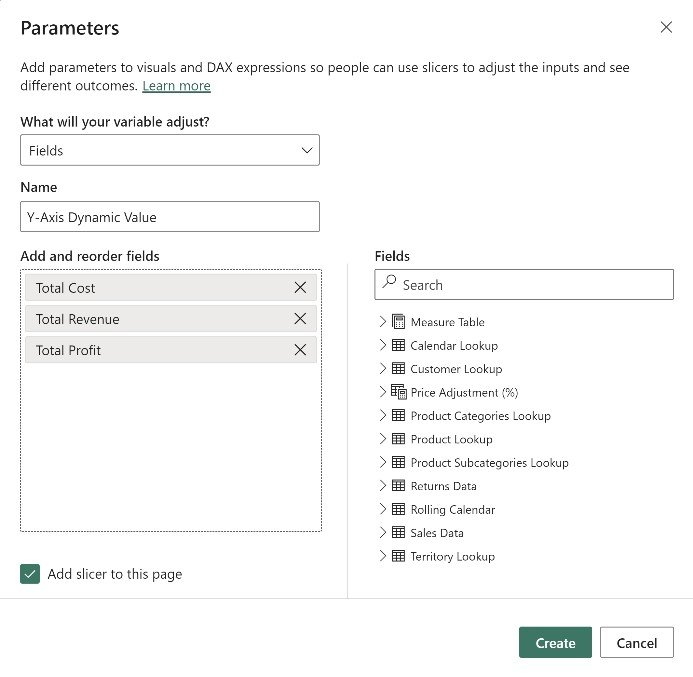 Parameters
Add parameters to visuals and DAX expressions so people can use slicers to adjust the inputs and see
different outcomes. Learn more
What will your variable adjust?
Fields
Name
Y-Axis Dynamic Value
Add and reorder fields
Total Cost
Total Revenue
Total Profit
Add slicer to this page
Fields
Search
Measure Table
Calendar Lookup
Customer Lookup
Price Adjustment (%)
Product Categories Lookup
Product Lookup
Product Subcategories Lookup
Returns Data
Rolling Calendar
Sales Data
Territory Lookup
Create
Cancel